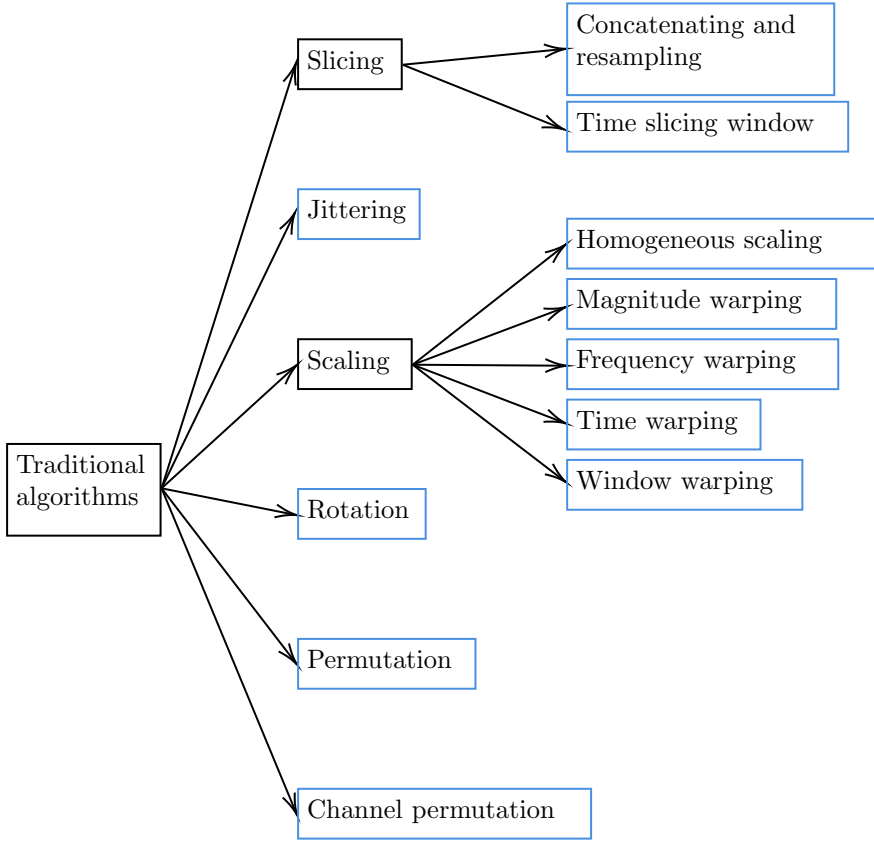 Concatenating and
resampling
Slicing
Time slicing window
Jittering
Homogeneous scaling
Magnitude warping
Scaling
Frequency warping
Time warping
Traditional
algorithms
Window warping
Rotation
Permutation
Channel permutation